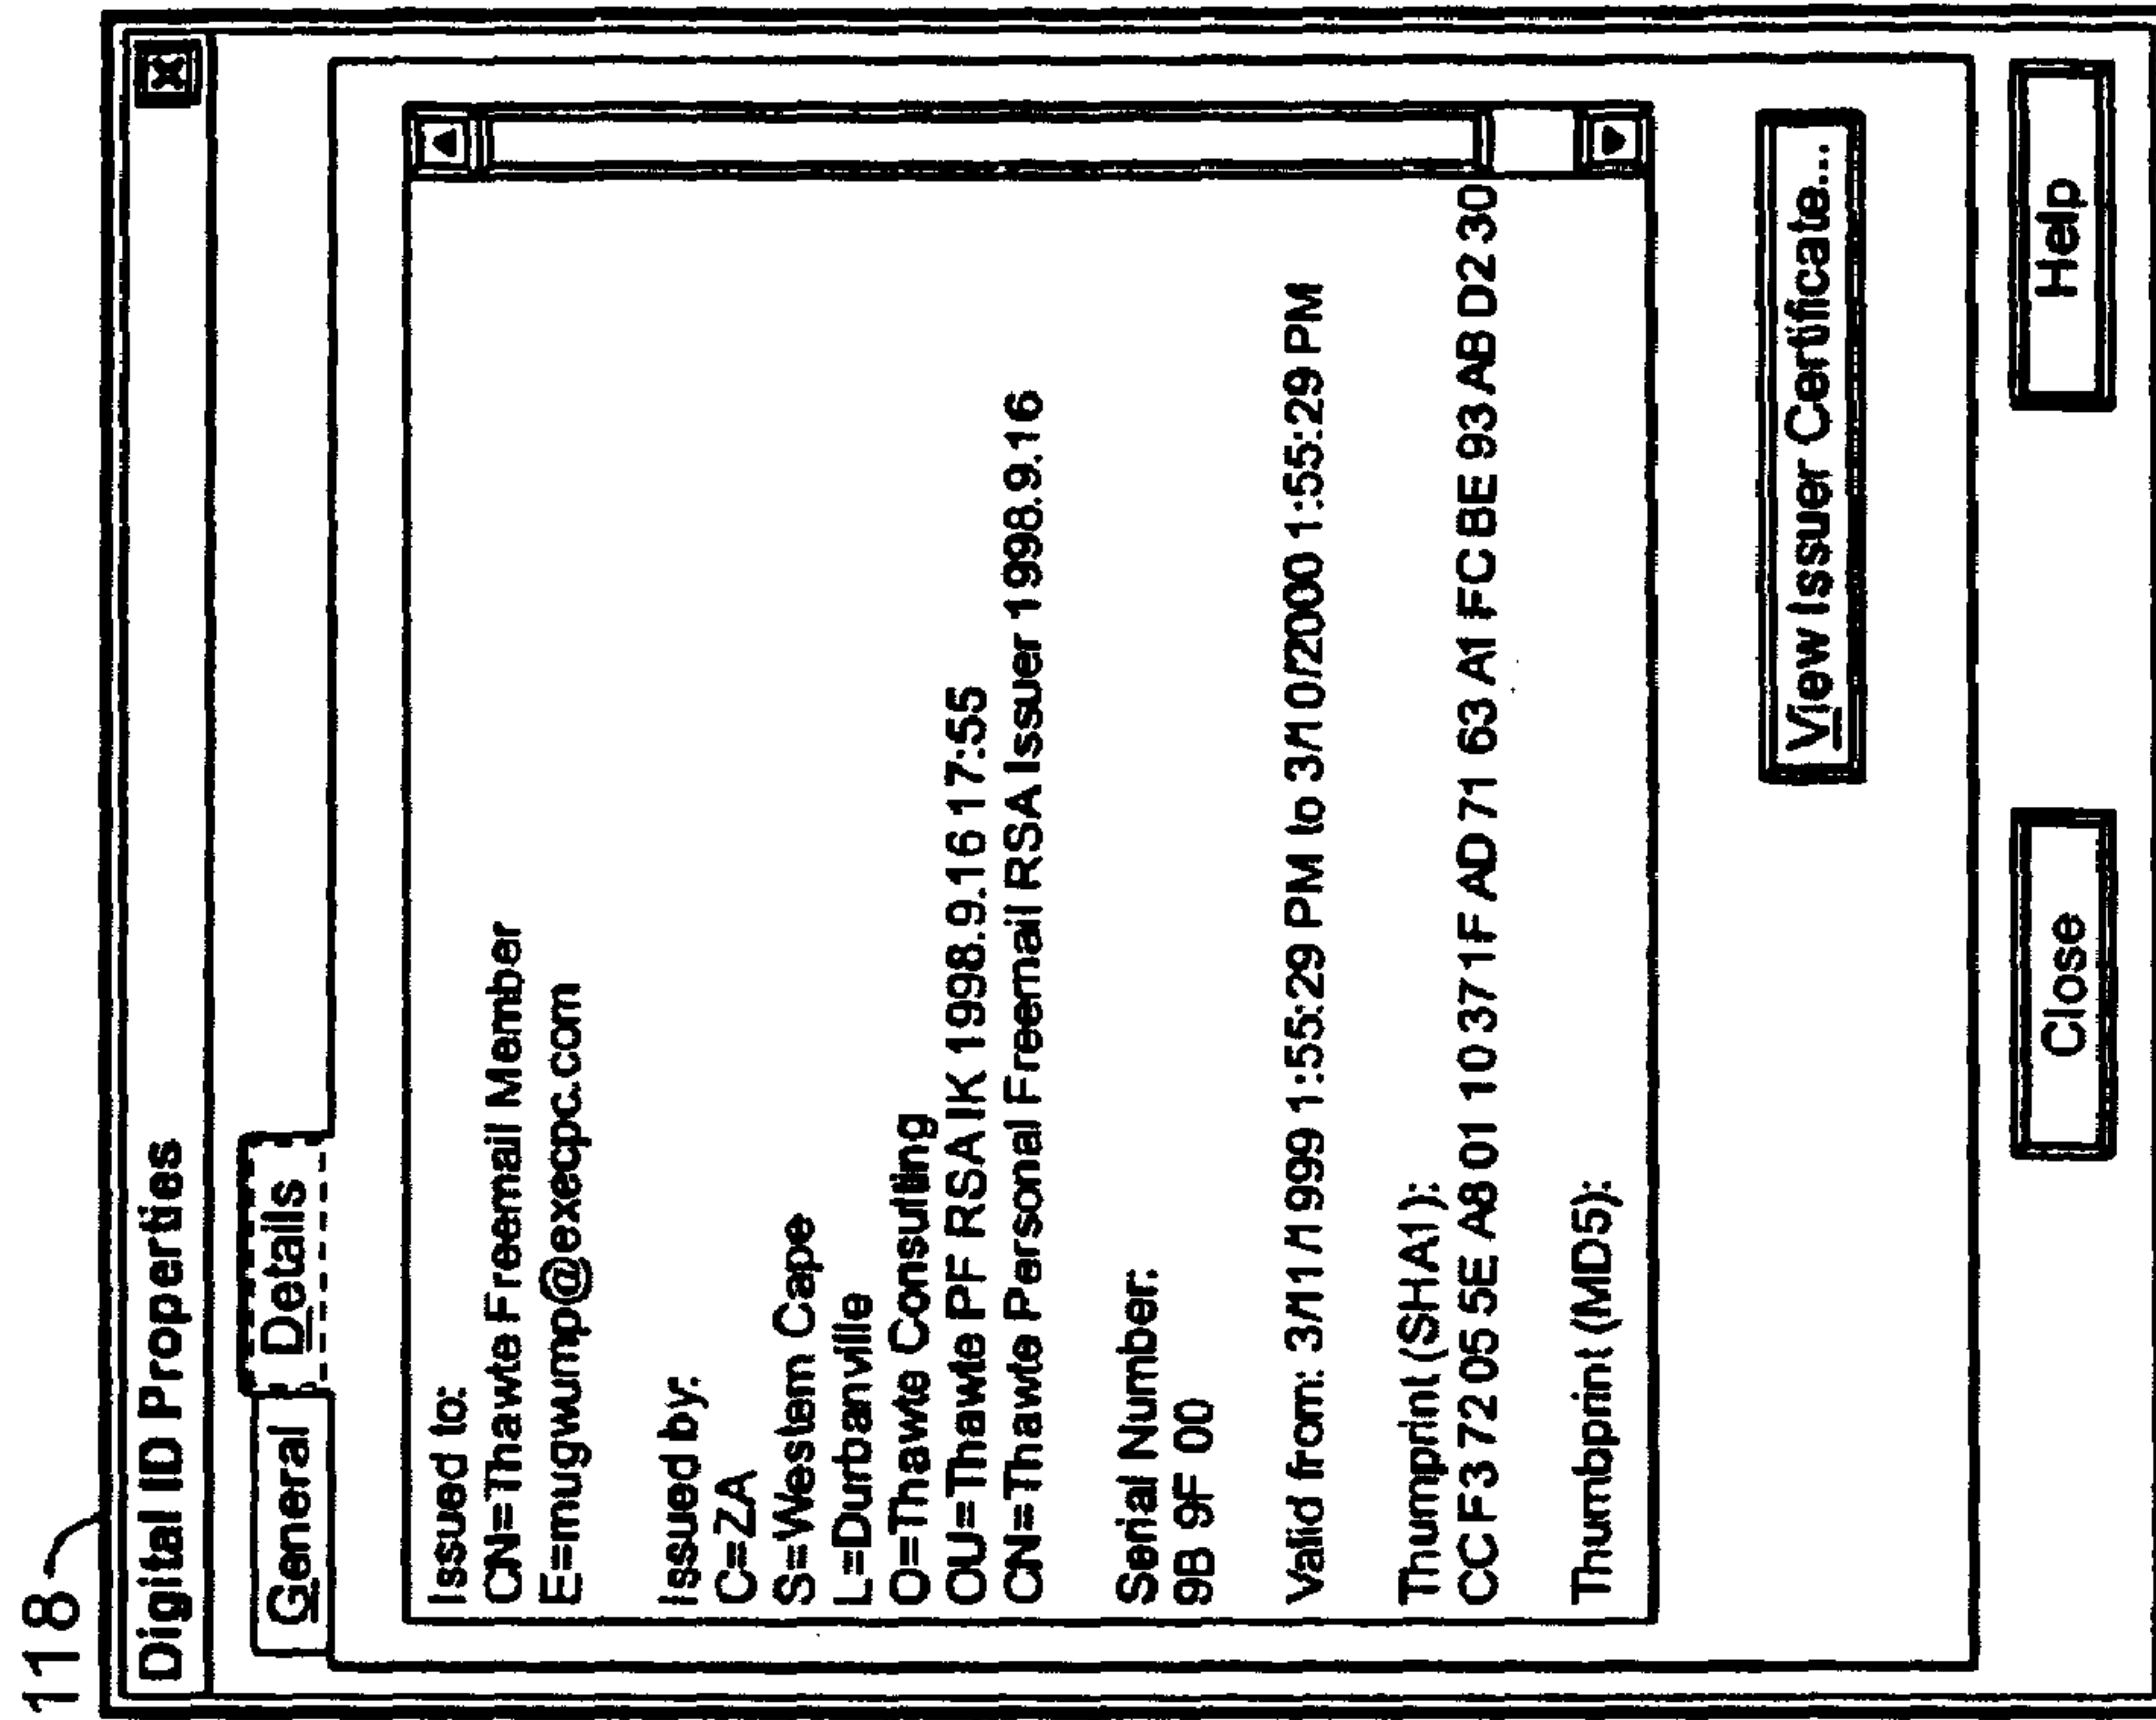 118
Digital ID Properties
General Details
Issued to:
CN=Thawte Freemail Member
E=mugwump@execpc.com
Issued by:
C=ZA
S=Western Cape
L=Durbanville
O=Thawte Consulting
OU=Thawte PF RSA IK 1998.9.16 17:55
CN=Thawte Personal Freemail RSA Issuer 1998.9.16
Serial Number:
9B 9F 00
Valid from: 3/11/1999 1:55:29 PM to 3/10/2000 1:55:29 PM
Thumprint (SHA1):
CC F3 72 05 5E A8 01 10 37 1F AD 71 63 A1 FC BE 93 AB D2 30
Thumbprint (MD5):
View Issuer Certificate...
Close Help